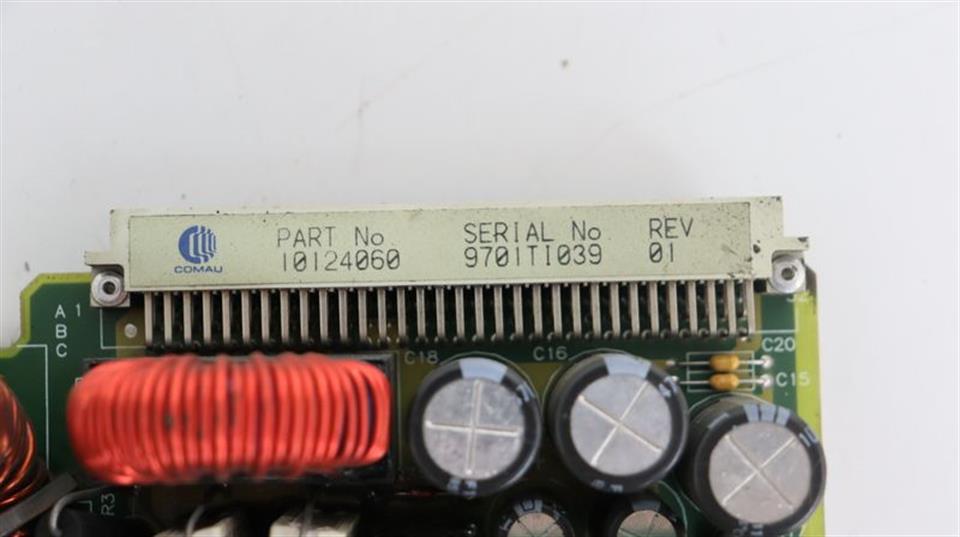 COMAU
PART No
10124060
SERIAL No
9701TI039
REV
01
A 1
B
C
C18
C16
C20
C15
R3